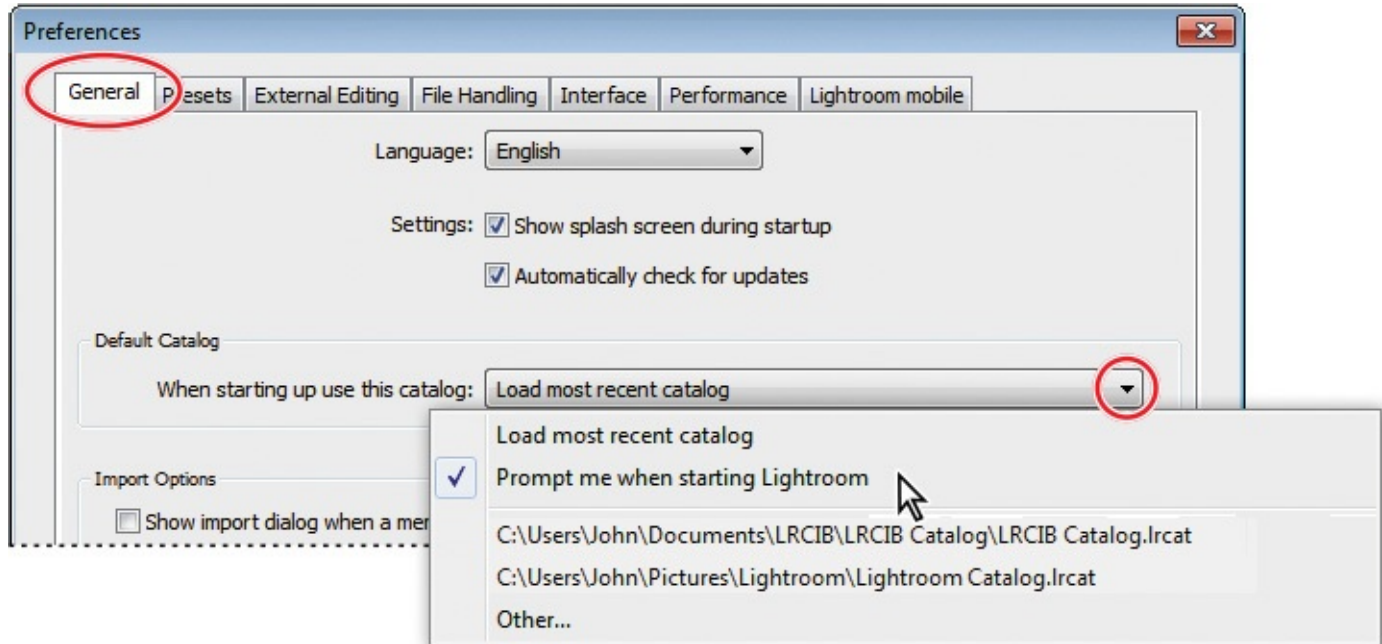 Preferences
General Presets External Editing File Handling Interface Performance Lightroom mobile
Language: English
Settings: Show splash screen during startup
Automatically check for updates
Default Catalog
When starting up use this catalog: Load most recent catalog
Load most recent catalog
Prompt me when starting Lightroom
Import Options
Show import dialog when a mem
C:\Users\John\Documents\LRCIB\LRCIB Catalog\LRCIB Catalog.lrcat
C:\Users\John\Pictures\Lightroom\Lightroom Catalog.lrcat
Other...